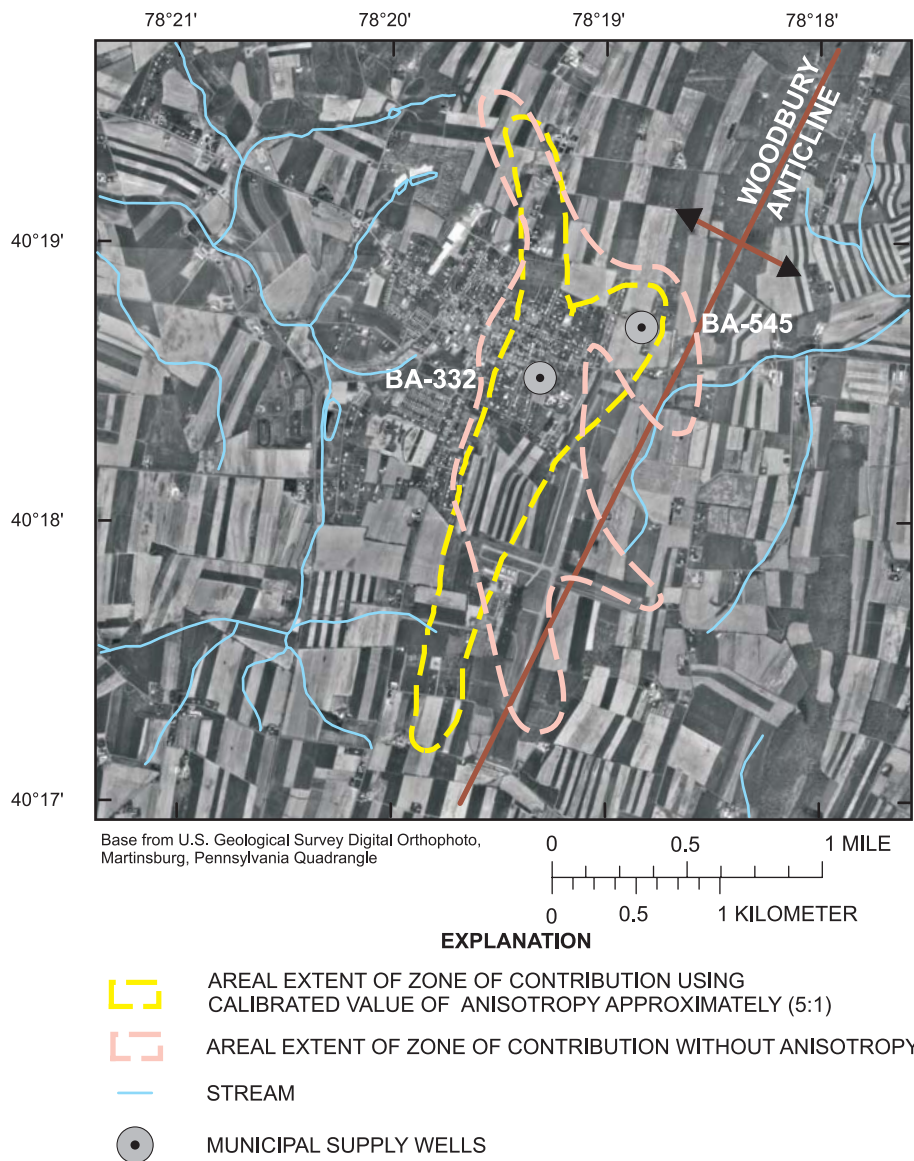 78°21' 78°20' 78°19' 78°18'
WOODBURY
ANTICLINE
40°19'
BA-545
BA-332
40°18'
40°17'
Base from U.S. Geological Survey Digital Orthophoto,
Martinsburg, Pennsylvania Quadrangle
0 0.5 1 MILE
0 0.5 1 KILOMETER
EXPLANATION
AREAL EXTENT OF ZONE OF CONTRIBUTION USING
CALIBRATED VALUE OF ANISOTROPY APPROXIMATELY (5:1)
AREAL EXTENT OF ZONE OF CONTRIBUTION WITHOUT ANISOTROPY
STREAM
MUNICIPAL SUPPLY WELLS